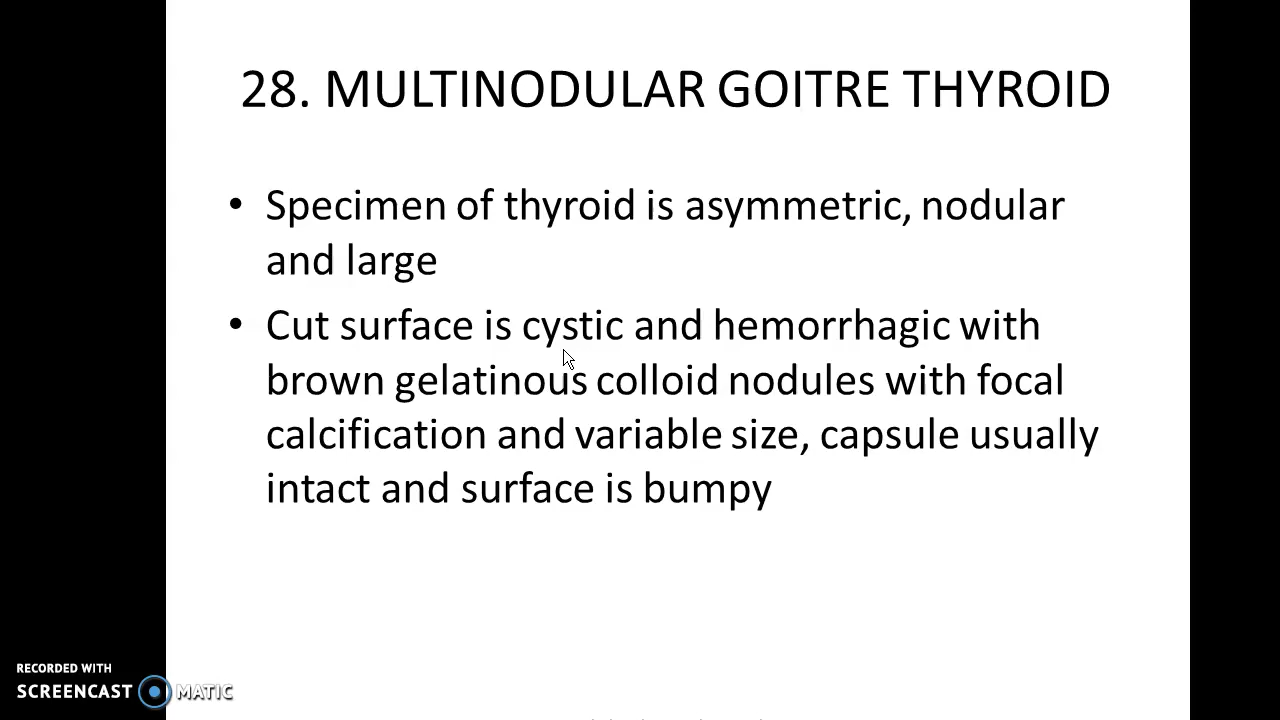 28. MULTINODULAR GOITRE THYROID
• Specimen of thyroid is asymmetric, nodular
and large
• Cut surface is cystic and hemorrhagic with
brown gelatinous colloid nodules with focal
calcification and variable size, capsule usually
intact and surface is bumpy
RECORDED WITH
SCREENCAST MATIC